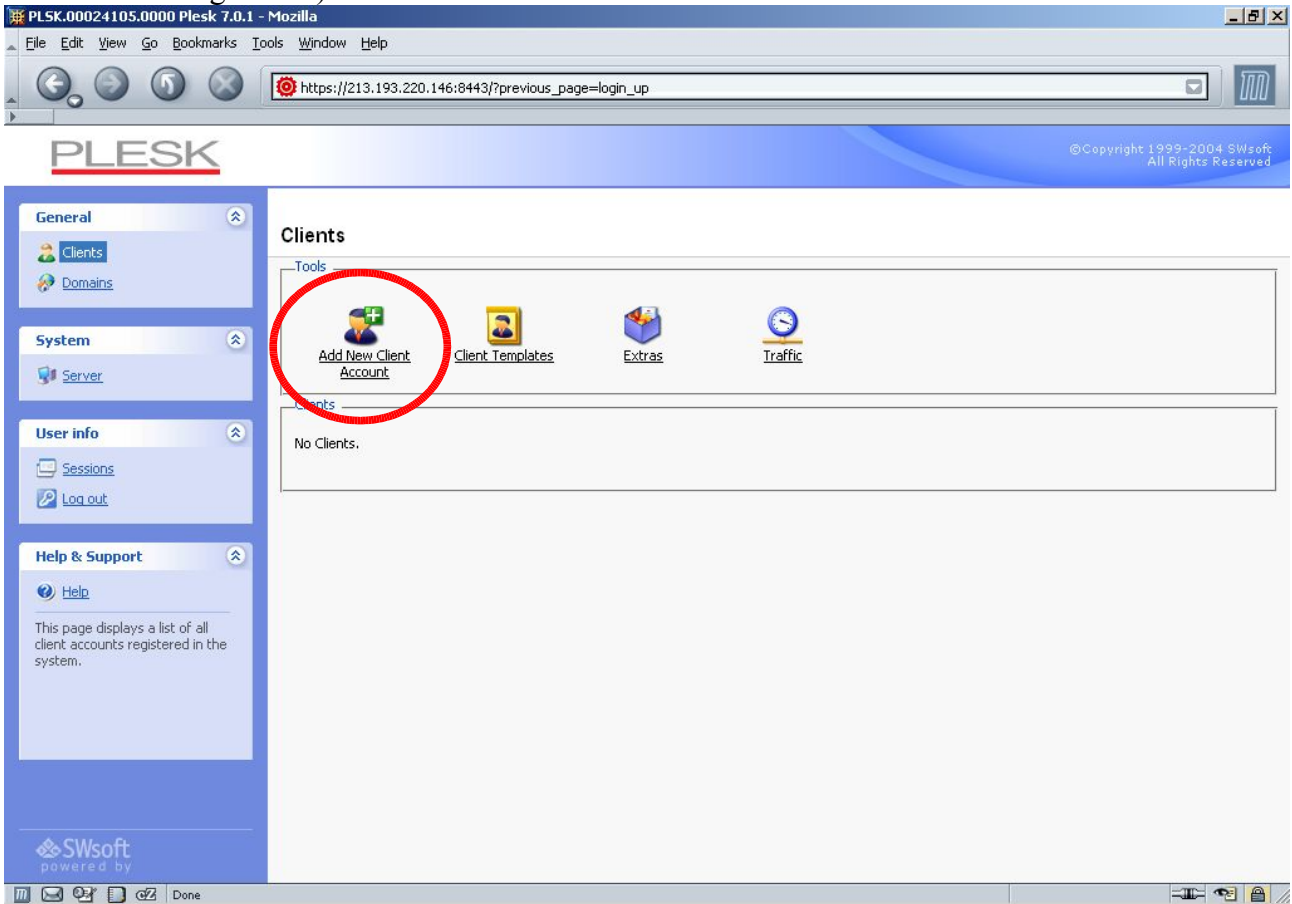 PLSK.00024105.0000 Plesk 7.0.1 - Mozilla
File Edit View Go Bookmarks Tools Window Help
https://213.193.220.146:8443/?previous_page=login_up
PLESK
©Copyright 1999-2004 SWsoft
All Rights Reserved
General
Clients
Domains
System
Server
User info
Sessions
Log out
Help & Support
Help
This page displays a list of all
client accounts registered in the
system.
SWsoft
powered by
Clients
Tools
Add New Client
Account
Client Templates
Extras
Traffic
Clients
No Clients.
Done